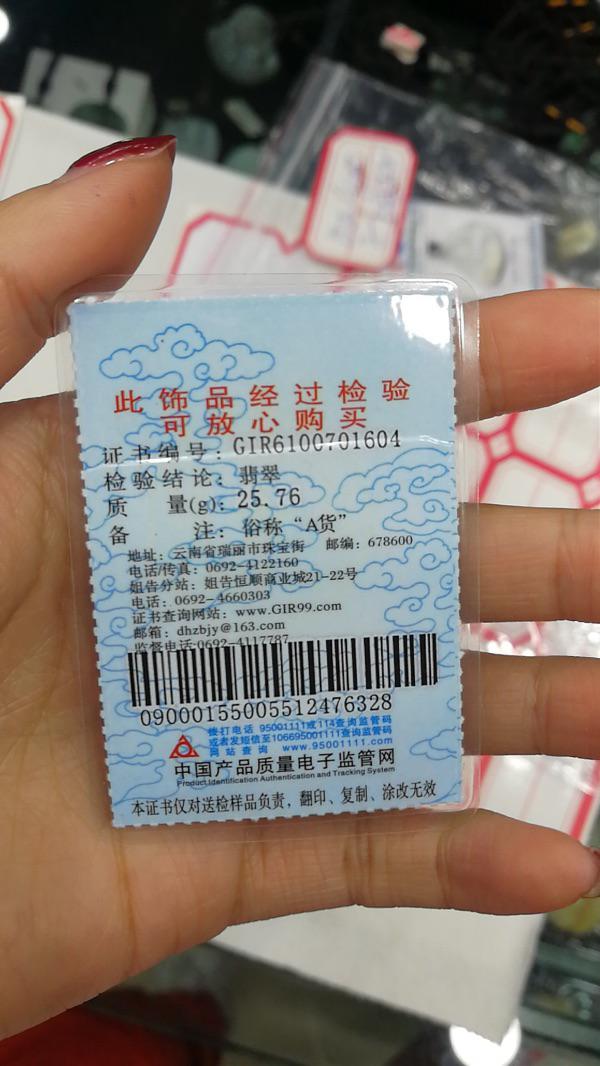 此饰品经过检验
可放心购买
证书编号：GIR6100701604
检验结论：翡翠
质　　量(g)：25.76
备　　注：俗称“A货”
地址：云南省瑞丽市珠宝街　邮编：678600
电话/传真：0692-4122160
姐告分站：姐告恒顺商业城21-22号
电话：0692-4660303
证书查询网站：www.GIR99.com
邮箱：dhzbjy@163.com
监督电话:0692-4117787
09000155005512476328
拨打电话 95001111或114查询监管码
或者发短信至106695001111查询监管码
网站查询 www.95001111.com
中国产品质量电子监管网
Product Identification Authentication and Tracking System
本证书仅对送检样品负责，翻印、复制、涂改无效